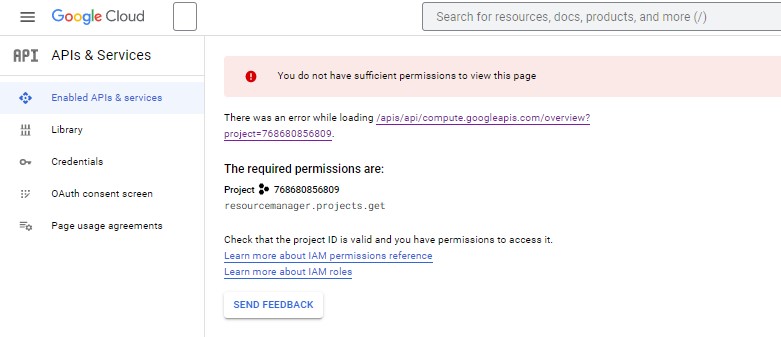 Google Cloud
Search for resources, docs, products, and more (/)
API APIs & Services
Enabled APIs & services
Library
Credentials
OAuth consent screen
Page usage agreements
You do not have sufficient permissions to view this page
There was an error while loading /apis/api/compute.googleapis.com/overview?
project=768680856809.
The required permissions are:
Project 768680856809
resourcemanager.projects.get
Check that the project ID is valid and you have permissions to access it.
Learn more about IAM permissions reference
Learn more about IAM roles
SEND FEEDBACK